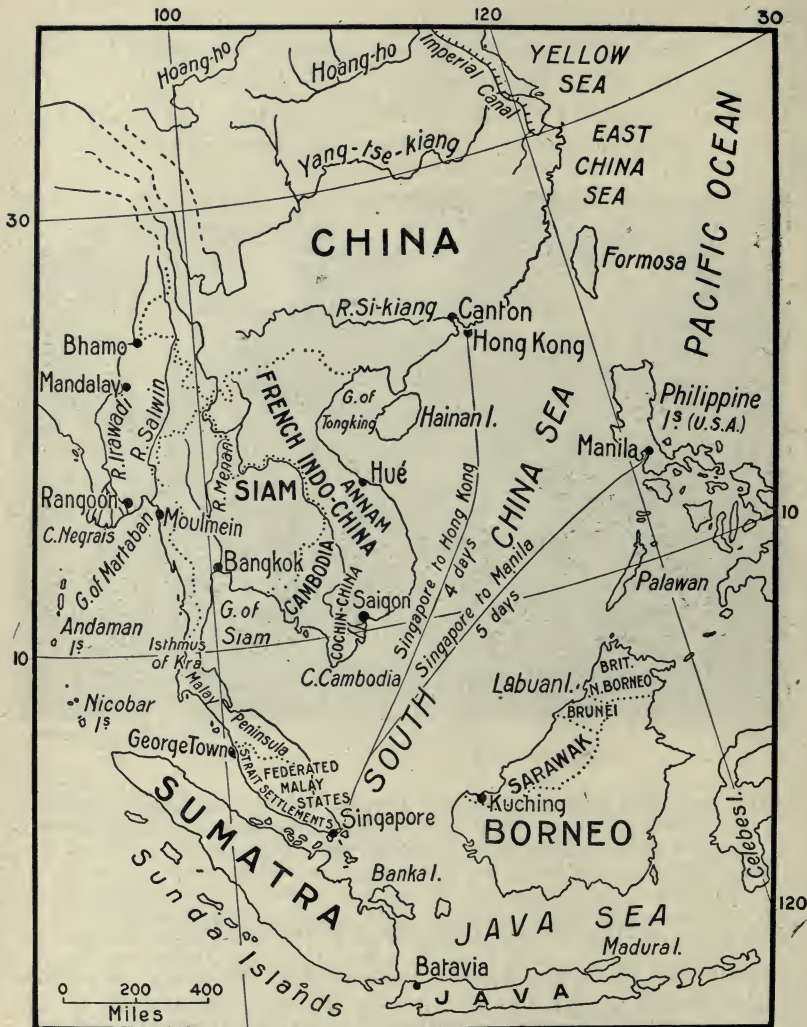 100
120
30
Hoang-ho
Hoang-ho
Imperial Canal
YELLOW
SEA
Yang-tse-kiang
EAST
CHINA
SEA
PACIFIC OCEAN
30
CHINA
Formosa
R. Si-kiang
Canton
Hong Kong
Bhamo
Mandalay
R. Irawadi
R. Salwin
FRENCH INDO-CHINA
G. of
Tongking
Hainan I.
Philippine
Is (U.S.A.)
Manila
CHINA SEA
R. Menan
SIAM
ANNAM
Hué
Rangoon
C. Negrais
G. of Martaban
Moulmein
10
Bangkok
CAMBODIA
COCHIN-CHINA
Saigon
Singapore to Hong Kong
4 days
Singapore to Manila
5 days
Palawan
Andaman
Is
G. of
Siam
10
Isthmus
of Kra
C. Cambodia
Labuan I.
BRIT.
N. BORNEO
BRUNEI
Nicobar
Is
Malay
Peninsula
SOUTH
George Town
STRAIT SETTLEMENTS
FEDERATED
MALAY
STATES
SARAWAK
Kuching
BORNEO
Singapore
SUMATRA
Celebes I.
Banka I.
120
Sunda Islands
JAVA SEA
Madura I.
Batavia
JAVA
0 200 400
Miles